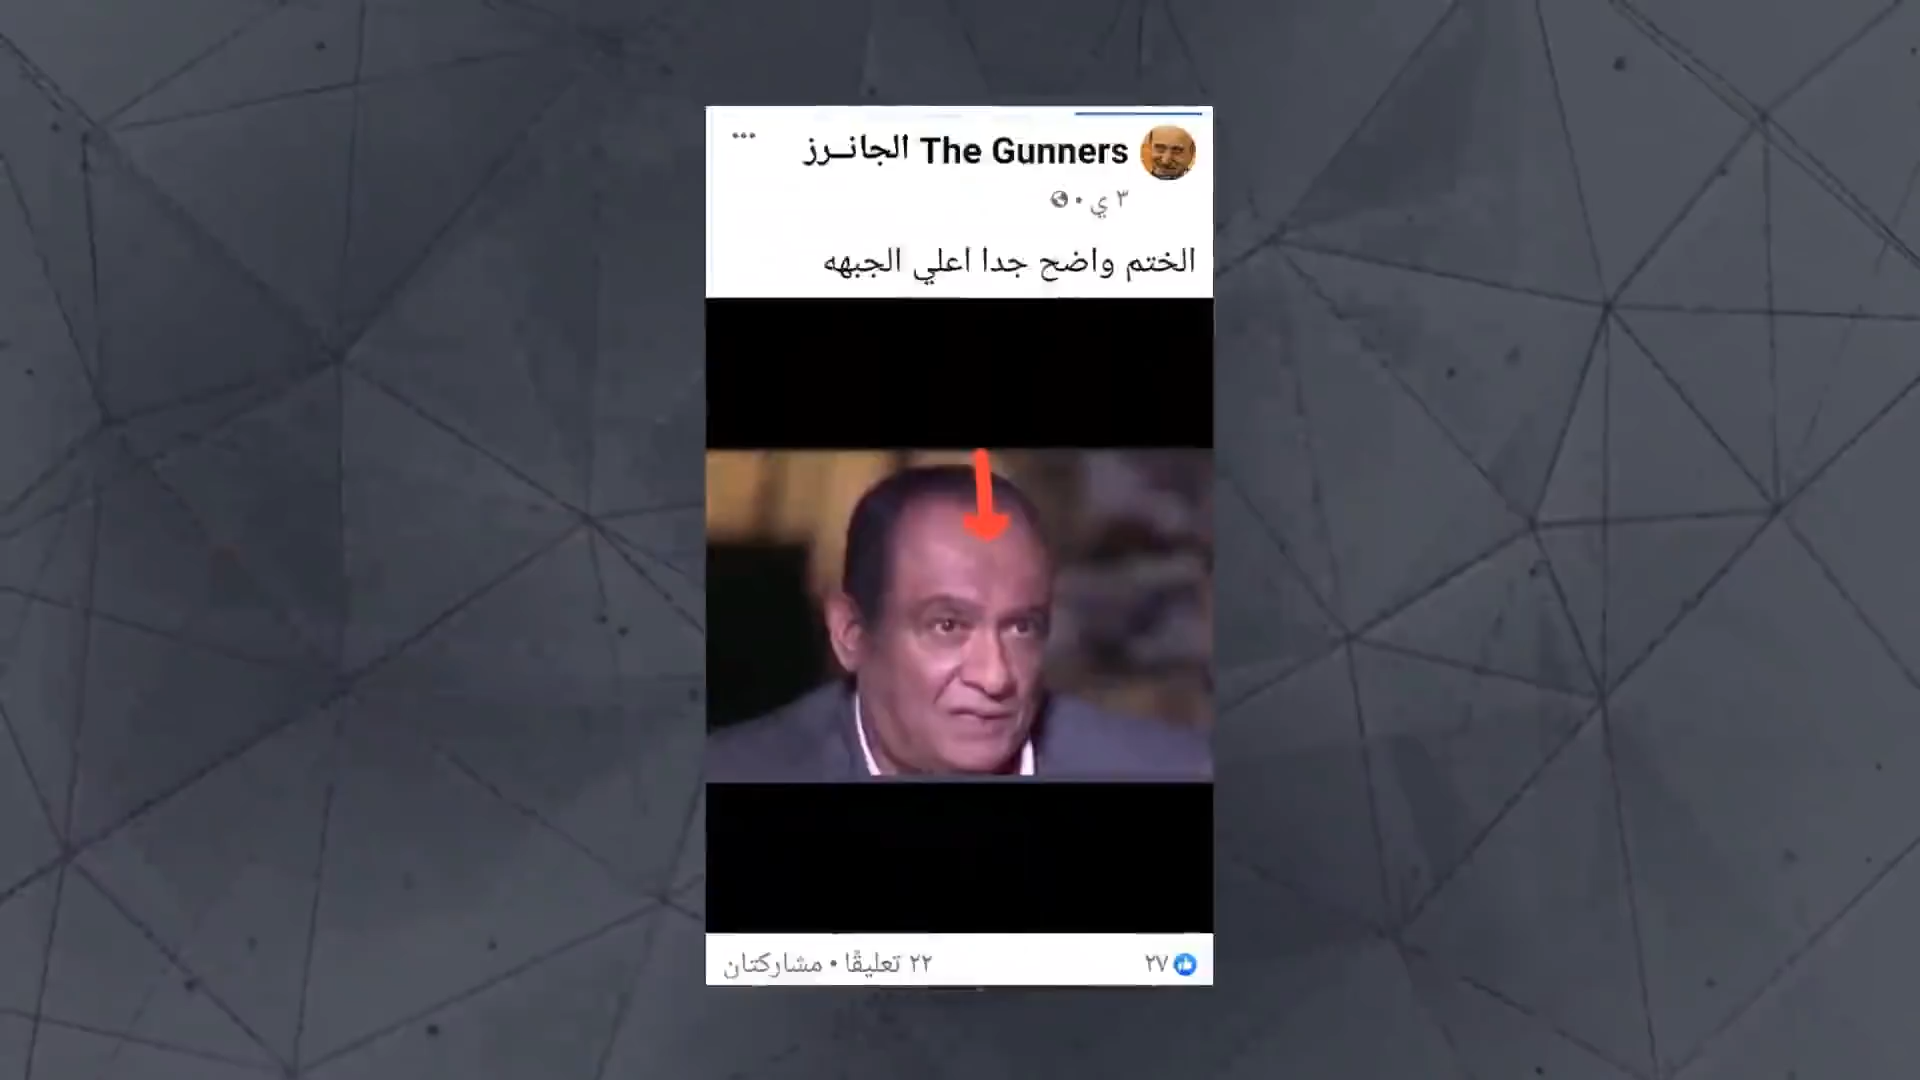 The Gunners الجانـرز
٣ ي
الختم واضح جدا اعلي الجبهه
٢٧
٢٢ تعليقًا • مشاركتان